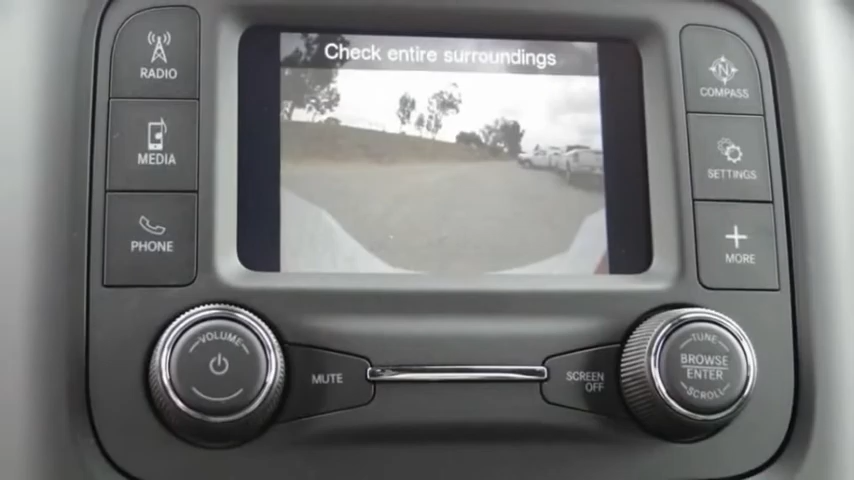 Check entire surroundings
RADIO
MEDIA
PHONE
N
COMPASS
SETTINGS
MORE
VOLUME
MUTE
SCREEN
OFF
TUNE
BROWSE
ENTER
SCROLL